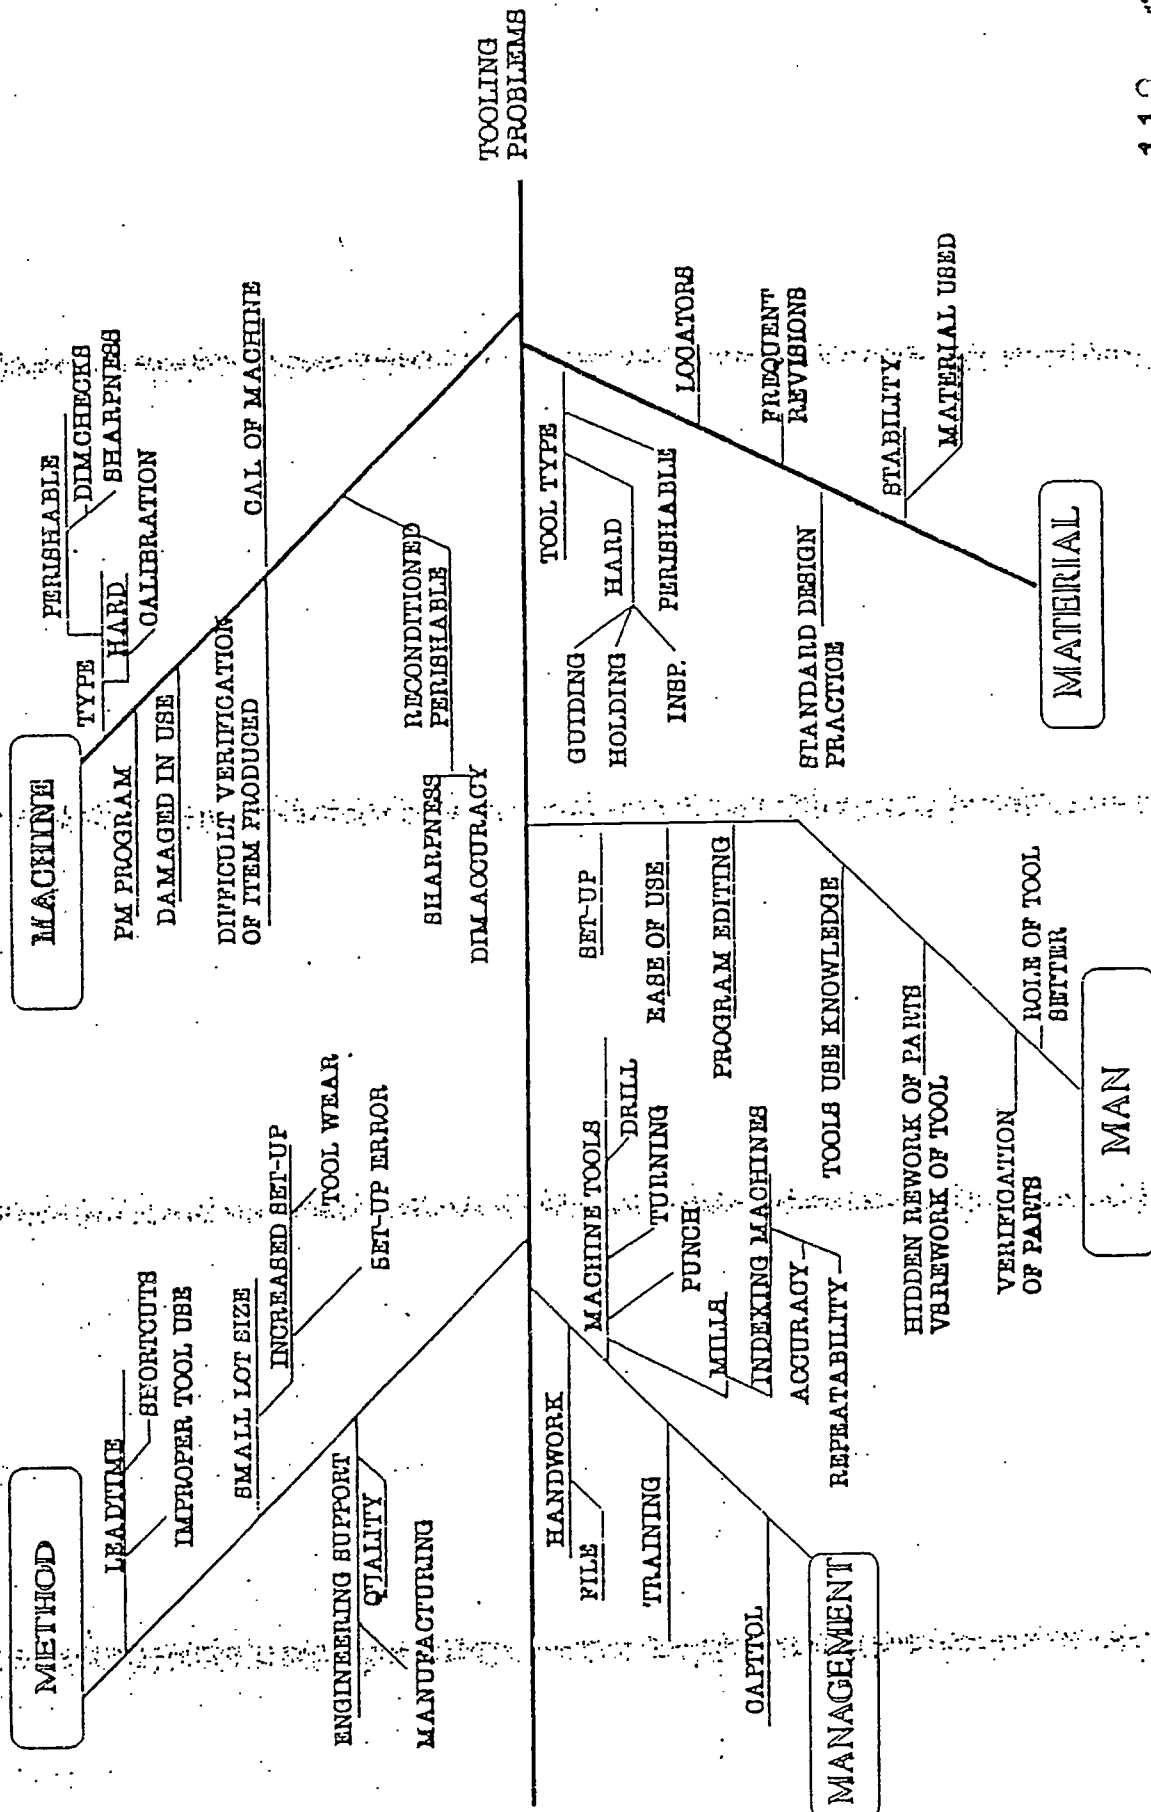 METHOD
LEADTIME
SHORTCUTS
IMPROPER TOOL USE
SMALL LOT SIZE
INCREASED SET-UP
TOOL WEAR
SET-UP ERROR
ENGINEERING SUPPORT
QUALITY
MANUFACTURING
MACHINE
TYPE
PERISHABLE
DIMCHECKS
SHARPNESS
HARD
CALIBRATION
PM PROGRAM
DAMAGED IN USE
DIFFICULT VERIFICATION
OF ITEM PRODUCED
CAL OF MACHINE
RECONDITIONED
PERISHABLE
SHARPNESS
DIM ACCURACY
TOOLING
PROBLEMS
MANAGEMENT
HANDWORK
FILE
TRAINING
CAPITOL
MACHINE TOOLS
DRILL
TURNING
PUNCH
MILLS
INDEXING MACHINES
ACCURACY
REPEATABILITY
MAN
SET-UP
EASE OF USE
PROGRAM EDITING
TOOLS USE KNOWLEDGE
HIDDEN REWORK OF PARTS
VSREWORK OF TOOL
VERIFICATION
OF PARTS
ROLE OF TOOL
SETTER
MATERIAL
TOOL TYPE
HARD
PERISHABLE
GUIDING
HOLDING
INSP.
LOCATORS
FREQUENT
REVISIONS
STANDARD DESIGN
PRACTICE
STABILITY
MATERIAL USED